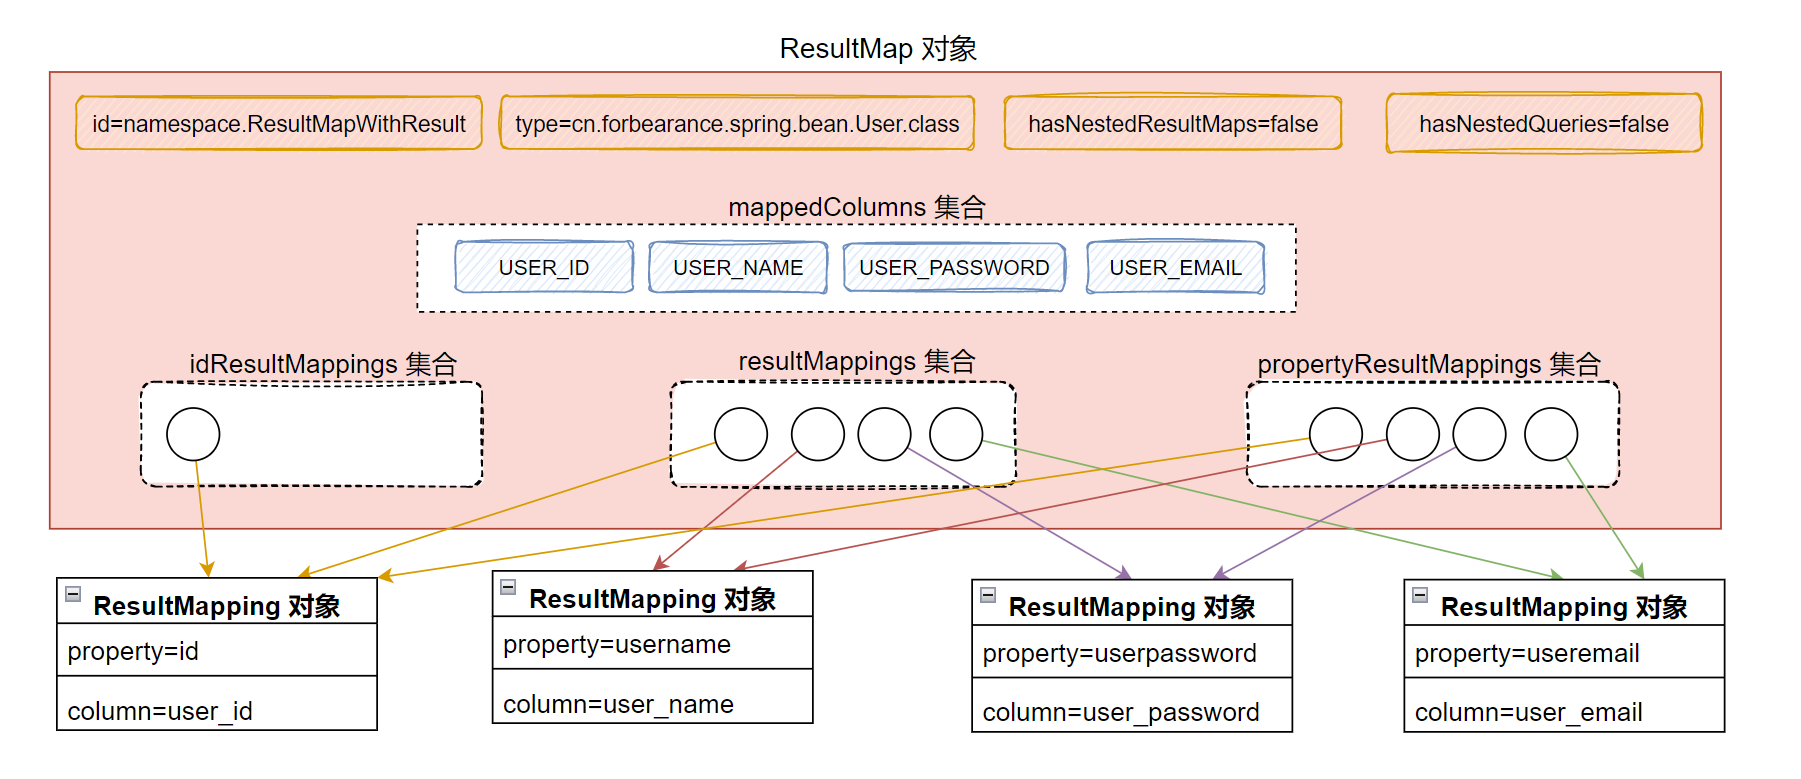 ResultMap 对象
id=namespace.ResultMapWithResult
type=cn.forbearance.spring.bean.User.class
hasNestedResultMaps=false
hasNestedQueries=false
mappedColumns 集合
USER_ID
USER_NAME
USER_PASSWORD
USER_EMAIL
idResultMappings 集合
resultMappings 集合
propertyResultMappings 集合
ResultMapping 对象
property=id
column=user_id
ResultMapping 对象
property=username
column=user_name
ResultMapping 对象
property=userpassword
column=user_password
ResultMapping 对象
property=useremail
column=user_email